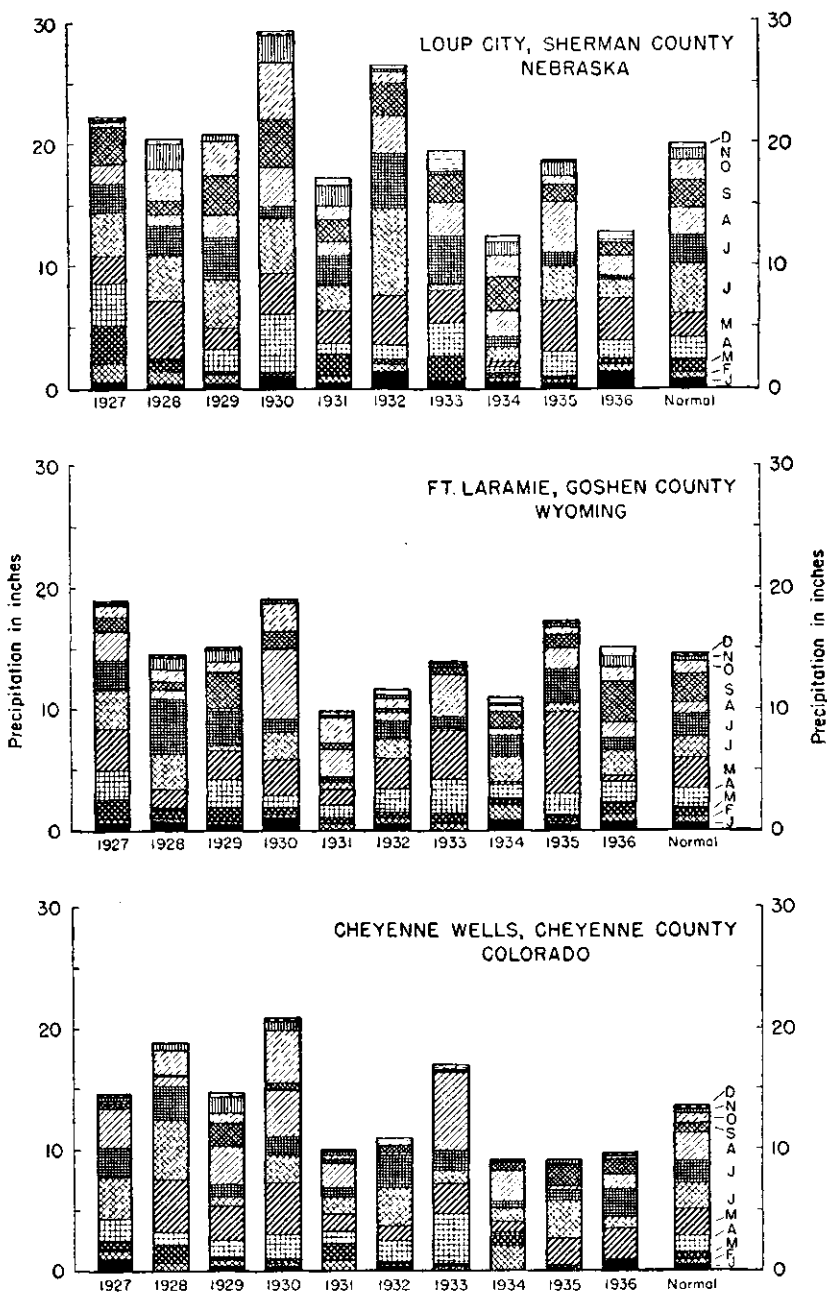 30
30
LOUP CITY, SHERMAN COUNTY
NEBRASKA
20
20
D
N
O
S
A
J
J
M
A
M
F
J
10
10
0
0
1927 1928 1929 1930 1931 1932 1933 1934 1935 1936 Normal
Precipitation in inches
30
30
FT. LARAMIE, GOSHEN COUNTY
WYOMING
20
20
D
N
O
S
A
J
J
M
A
M
F
J
10
10
0
0
1927 1928 1929 1930 1931 1932 1933 1934 1935 1936 Normal
Precipitation in inches
30
30
CHEYENNE WELLS, CHEYENNE COUNTY
COLORADO
20
20
D
N
O
S
A
J
J
M
A
M
F
J
10
10
0
0
1927 1928 1929 1930 1931 1932 1933 1934 1935 1936 Normal